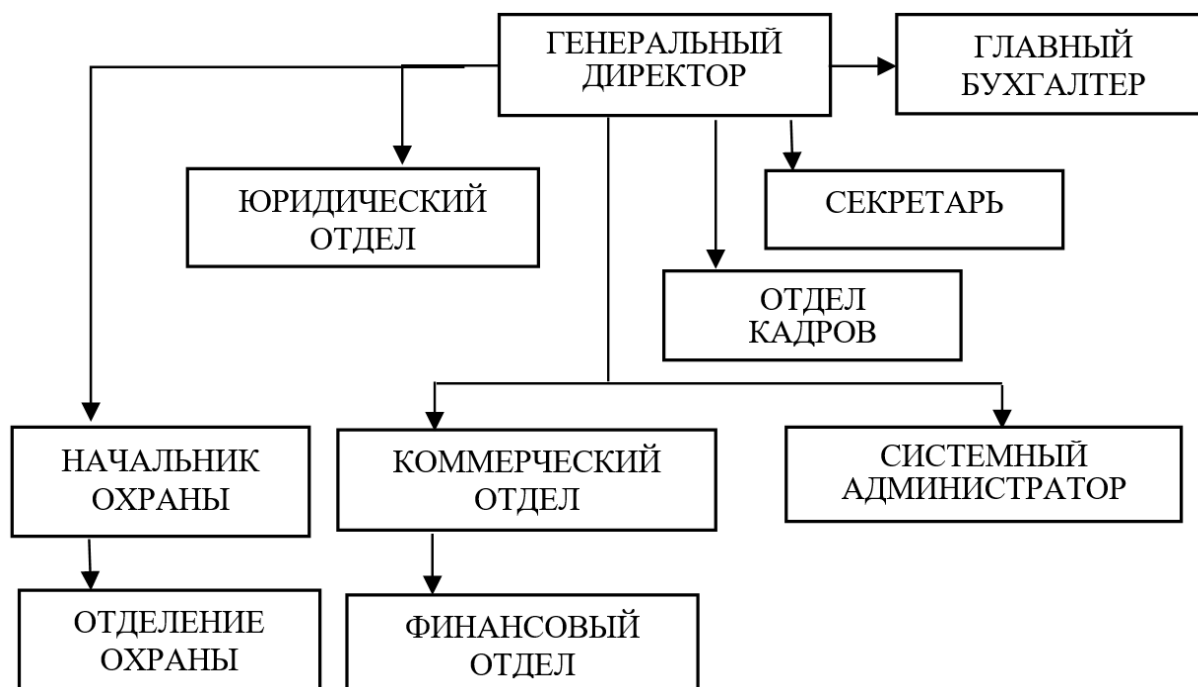 ГЕНЕРАЛЬНЫЙ
ДИРЕКТОР
ГЛАВНЫЙ
БУХГАЛТЕР
ЮРИДИЧЕСКИЙ
ОТДЕЛ
СЕКРЕТАРЬ
ОТДЕЛ
КАДРОВ
НАЧАЛЬНИК
ОХРАНЫ
КОММЕРЧЕСКИЙ
ОТДЕЛ
СИСТЕМНЫЙ
АДМИНИСТРАТОР
ОТДЕЛЕНИЕ
ОХРАНЫ
ФИНАНСОВЫЙ
ОТДЕЛ